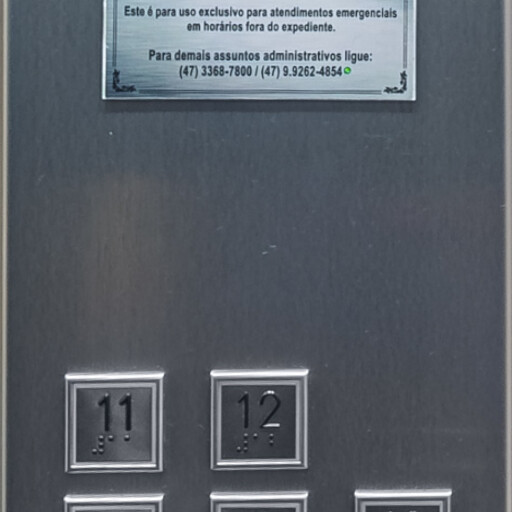 Este é para uso exclusivo para atendimentos emergenciais
em horários fora do expediente.
Para demais assuntos administrativos ligue:
(47) 3368-7800 / (47) 9.9262-4854
11
12